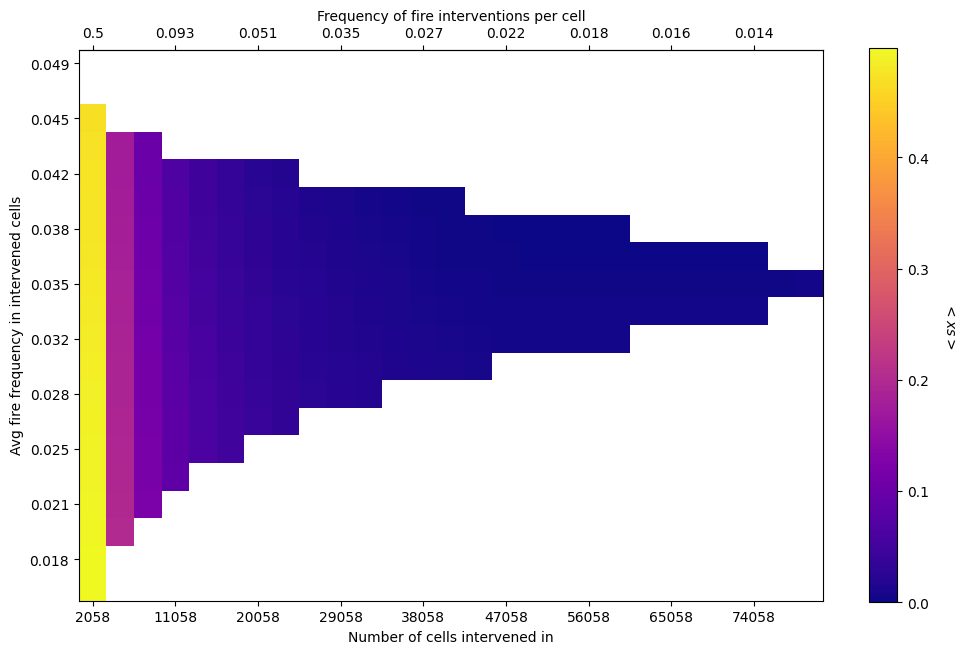 Frequency of fire interventions per cell
0.5 0.093 0.051 0.035 0.027 0.022 0.018 0.016 0.014
0.049
0.045
0.042
0.038
0.035
0.032
0.028
0.025
0.021
0.018
Avg fire frequency in intervened cells
2058 11058 20058 29058 38058 47058 56058 65058 74058
Number of cells intervened in
0.4
0.3
0.2
0.1
0.0
< sx >